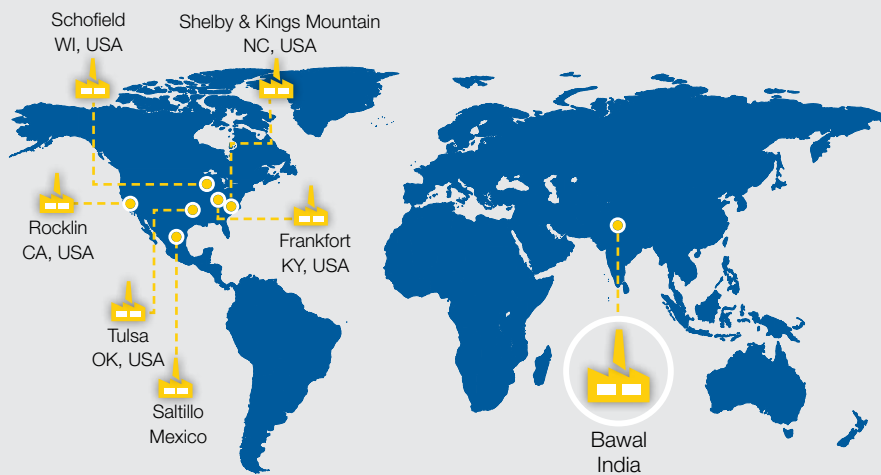 Schofield
WI, USA
Shelby & Kings Mountain
NC, USA
Rocklin
CA, USA
Frankfort
KY, USA
Tulsa
OK, USA
Saltillo
Mexico
Bawal
India